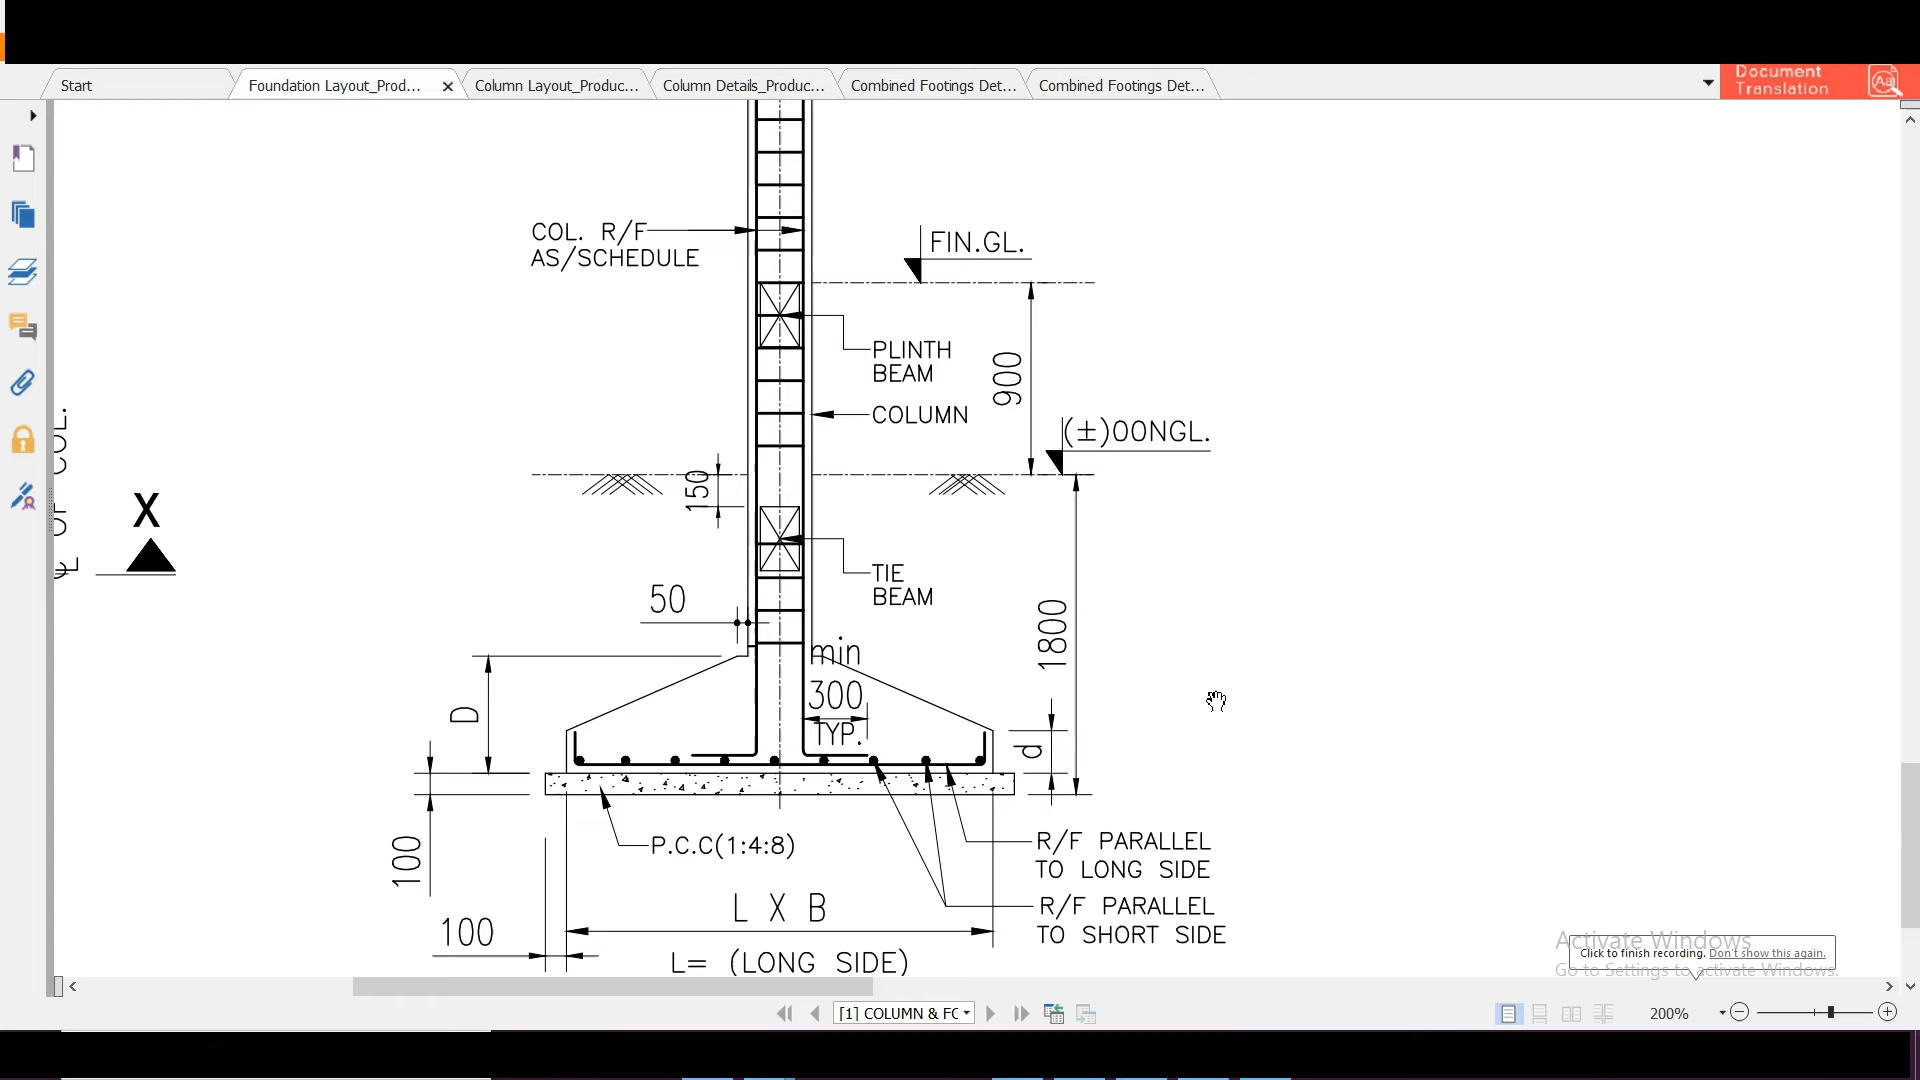 Document
Translation
Start
Foundation Layout_Prod...
Column Layout_Produc...
Column Details_Produc...
Combined Footings Det...
Combined Footings Det...
COL. R/F
AS/SCHEDULE
FIN.GL.
PLINTH
BEAM
900
COLUMN
(±)00NGL.
OF COL.
150
X
TIE
BEAM
50
1800
min
300
TYP.
D
d
100
P.C.C(1:4:8)
R/F PARALLEL
TO LONG SIDE
L X B
R/F PARALLEL
TO SHORT SIDE
100
L= (LONG SIDE)
Activate Windows
Go to Settings to activate Windows.
Click to finish recording. Don't show this again.
[1] COLUMN & FC
200%